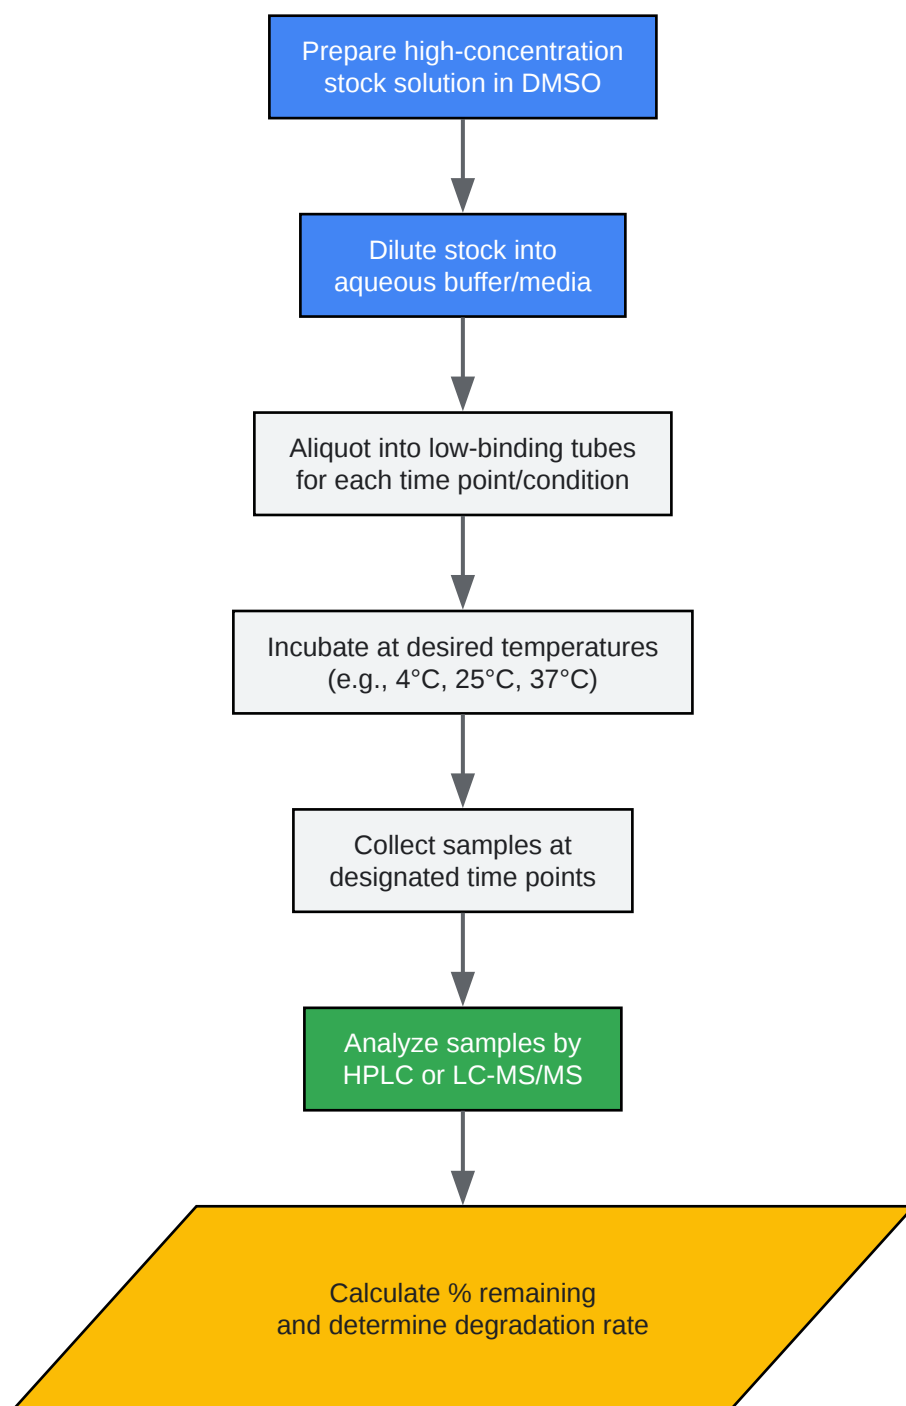 Prepare high-concentration
stock solution in DMSO
Dilute stock into
aqueous buffer/media
Aliquot into low-binding tubes
for each time point/condition
Incubate at desired temperatures
(e.g., 4°C, 25°C, 37°C)
Collect samples at
designated time points
Analyze samples by
HPLC or LC-MS/MS
Calculate % remaining
and determine degradation rate